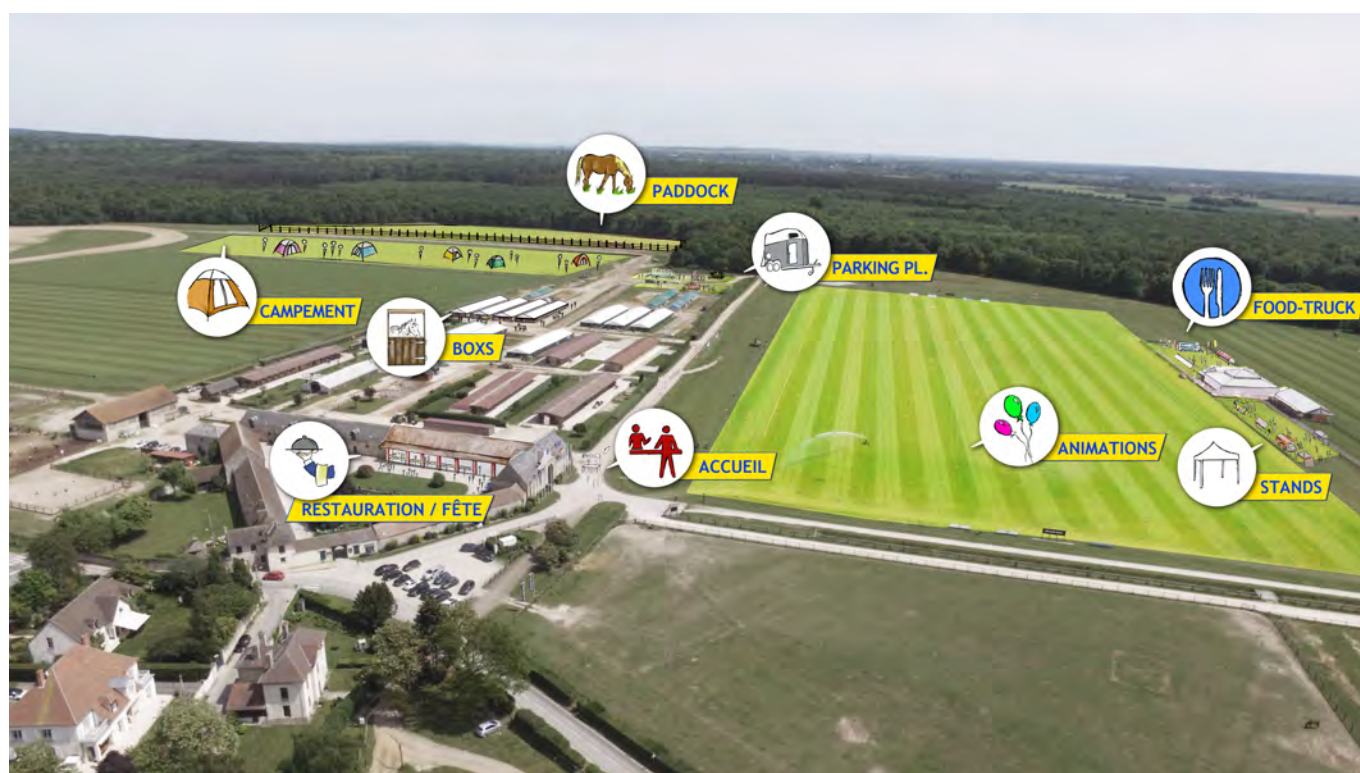 PADDOCK
PARKING PL.
CAMPEMENT
FOOD-TRUCK
BOXS
ANIMATIONS
ACCUEIL
STANDS
RESTAURATION / FÊTE